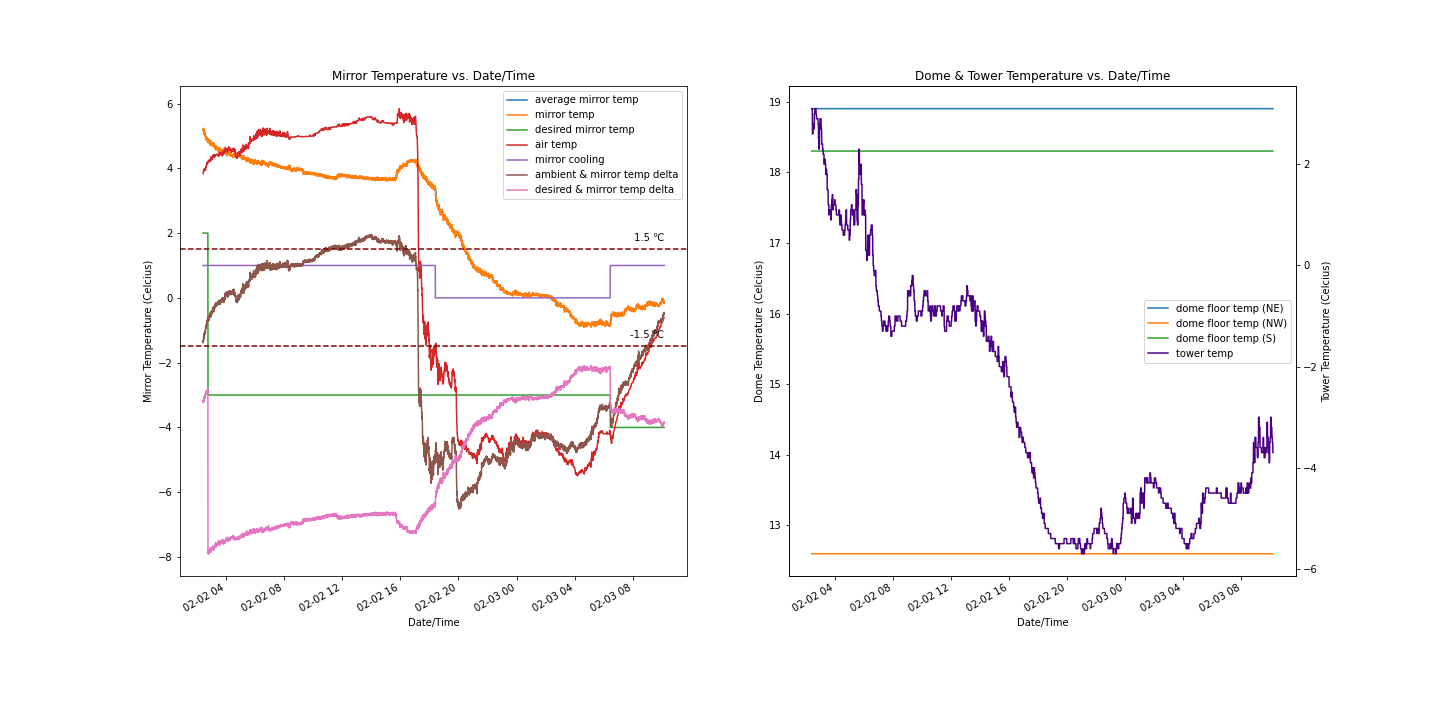 Mirror Temperature vs. Date/Time
Mirror Temperature (Celcius)
6
4
2
0
−2
−4
−6
−8
average mirror temp
mirror temp
desired mirror temp
air temp
mirror cooling
ambient & mirror temp delta
desired & mirror temp delta
1.5 ℃
-1.5 ℃
02-02 04
02-02 08
02-02 12
02-02 16
02-02 20
02-03 00
02-03 04
02-03 08
Date/Time
Dome & Tower Temperature vs. Date/Time
Dome Temperature (Celcius)
19
18
17
16
15
14
13
dome floor temp (NE)
dome floor temp (NW)
dome floor temp (S)
tower temp
2
0
−2
−4
−6
Tower Temperature (Celcius)
02-02 04
02-02 08
02-02 12
02-02 16
02-02 20
02-03 00
02-03 04
02-03 08
Date/Time